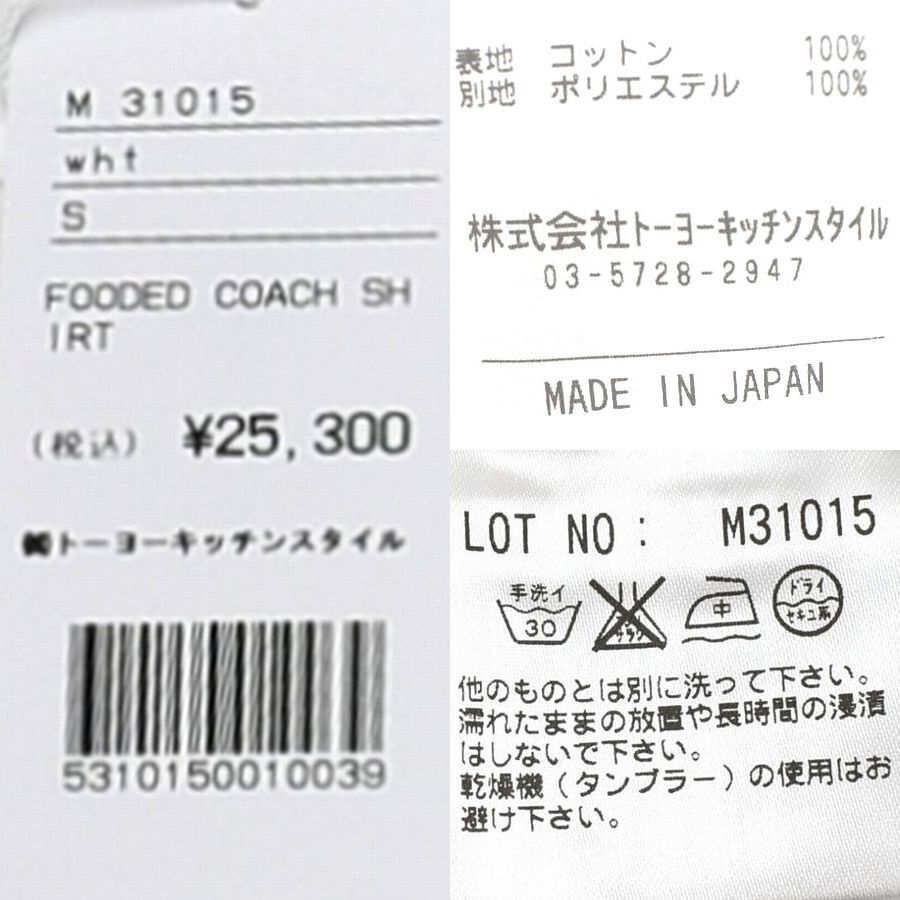 M 31015
wht
S
FOODED COACH SH
IRT
(税込) ¥25,300
㈱トーヨーキッチンスタイル
5310150010039
表地 コットン 100%
別地 ポリエステル 100%
株式会社トーヨーキッチンスタイル
03-5728-2947
MADE IN JAPAN
LOT NO: M31015
手洗イ
30
中
ドライ
セキユ系
他のものとは別に洗って下さい。
濡れたままの放置や長時間の浸漬
はしないで下さい。
乾燥機(タンブラー)の使用はお
避け下さい。